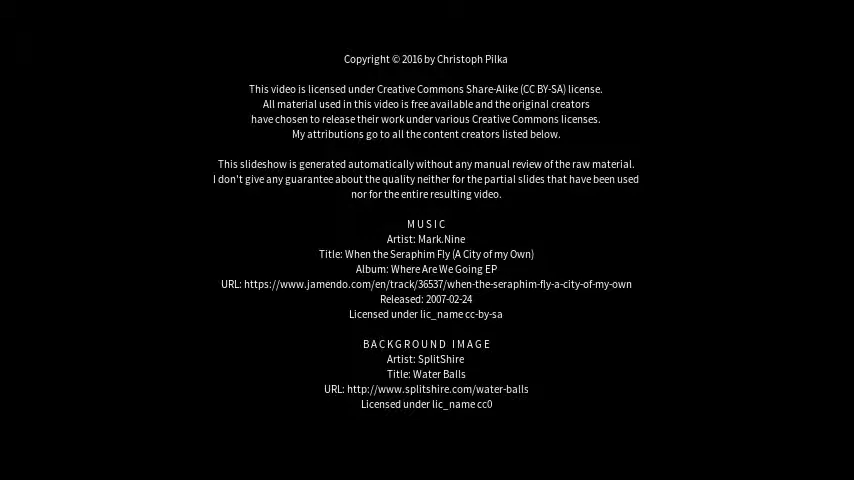 Copyright © 2016 by Christoph Pilka
This video is licensed under Creative Commons Share-Alike (CC BY-SA) license.
All material used in this video is free available and the original creators
have chosen to release their work under various Creative Commons licenses.
My attributions go to all the content creators listed below.
This slideshow is generated automatically without any manual review of the raw material.
I don't give any guarantee about the quality neither for the partial slides that have been used
nor for the entire resulting video.
M U S I C
Artist: Mark.Nine
Title: When the Seraphim Fly (A City of my Own)
Album: Where Are We Going EP
URL: https://www.jamendo.com/en/track/36537/when-the-seraphim-fly-a-city-of-my-own
Released: 2007-02-24
Licensed under lic_name cc-by-sa
B A C K G R O U N D   I M A G E
Artist: SplitShire
Title: Water Balls
URL: http://www.splitshire.com/water-balls
Licensed under lic_name cc0